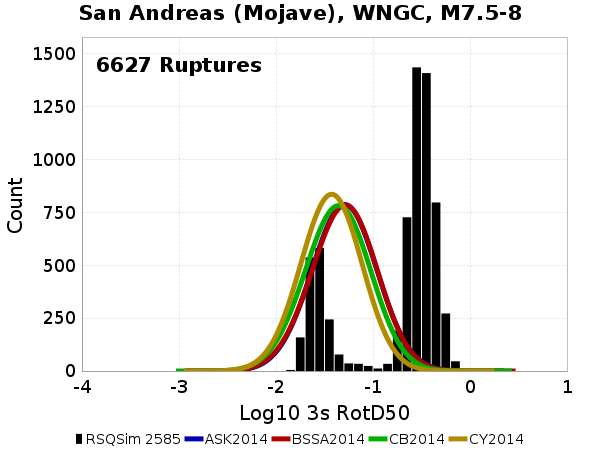 San Andreas (Mojave), WNGC, M7.5-8
6627 Ruptures
Count
1500
1250
1000
750
500
250
0
-4 -3 -2 -1 0 1
Log10 3s RotD50
RSQSim 2585 ASK2014 BSSA2014 CB2014 CY2014